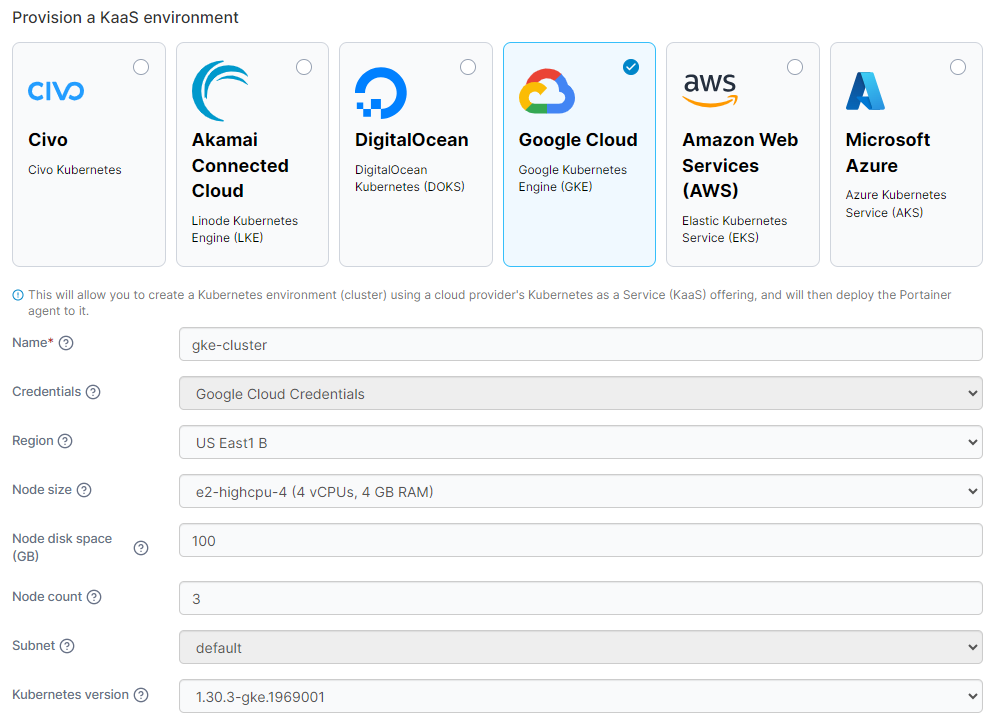 Provision a KaaS environment
CIVO
Civo
Civo Kubernetes
Akamai
Connected
Cloud
Linode Kubernetes
Engine (LKE)
DigitalOcean
DigitalOcean
Kubernetes (DOKS)
Google Cloud
Google Kubernetes
Engine (GKE)
aws
Amazon Web
Services
(AWS)
Elastic Kubernetes
Service (EKS)
Microsoft
Azure
Azure Kubernetes
Service (AKS)
This will allow you to create a Kubernetes environment (cluster) using a cloud provider's Kubernetes as a Service (KaaS) offering, and will then deploy the Portainer
agent to it.
Name* gke-cluster
Credentials Google Cloud Credentials
Region US East1 B
Node size e2-highcpu-4 (4 vCPUs, 4 GB RAM)
Node disk space
(GB)
100
Node count 3
Subnet default
Kubernetes version 1.30.3-gke.1969001